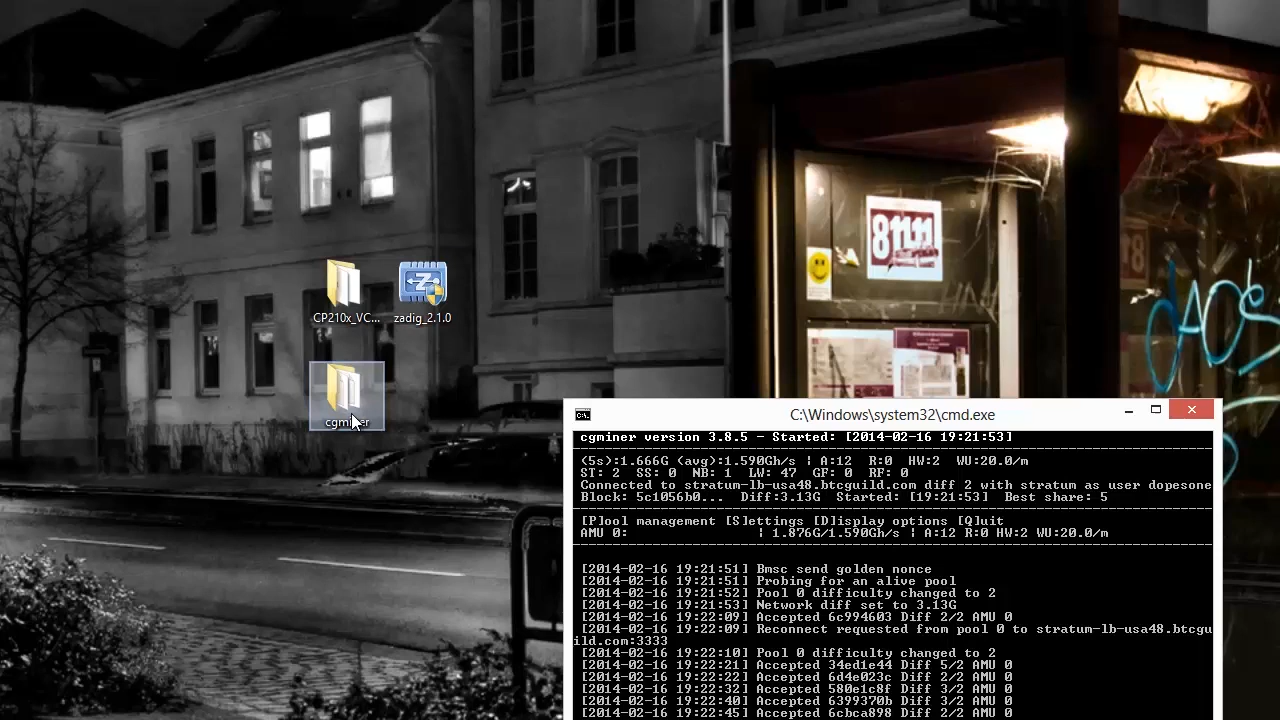 8111
CP210x_VC...
zadig_2.1.0
cgminer
C:\Windows\system32\cmd.exe
cgminer version 3.8.5 - Started: [2014-02-16 19:21:53]
(5s):1.666G (avg):1.590Gh/s | A:12 R:0 HW:2 WU:20.0/m
ST: 2 SS: 0 NB: 1 LW: 47 GF: 0 RF: 0
Connected to stratum-lb-usa48.btcguild.com diff 2 with stratum as user dopesone
Block: 5c1056b0... Diff:3.13G Started: [19:21:53] Best share: 5
[P]ool management [S]ettings [D]isplay options [Q]uit
AMU 0: | 1.876G/1.590Gh/s | A:12 R:0 HW:2 WU:20.0/m
[2014-02-16 19:21:51] Bmsc send golden nonce
[2014-02-16 19:21:51] Probing for an alive pool
[2014-02-16 19:21:52] Pool 0 difficulty changed to 2
[2014-02-16 19:21:53] Network diff set to 3.13G
[2014-02-16 19:22:09] Accepted 6c994603 Diff 2/2 AMU 0
[2014-02-16 19:22:09] Reconnect requested from pool 0 to stratum-lb-usa48.btcgu
ild.com:3333
[2014-02-16 19:22:10] Pool 0 difficulty changed to 2
[2014-02-16 19:22:21] Accepted 34ed1e44 Diff 5/2 AMU 0
[2014-02-16 19:22:22] Accepted 6d4e023c Diff 2/2 AMU 0
[2014-02-16 19:22:32] Accepted 580e1c8f Diff 3/2 AMU 0
[2014-02-16 19:22:40] Accepted 6399370b Diff 3/2 AMU 0
[2014-02-16 19:22:45] Accepted 6cbca898 Diff 2/2 AMU 0